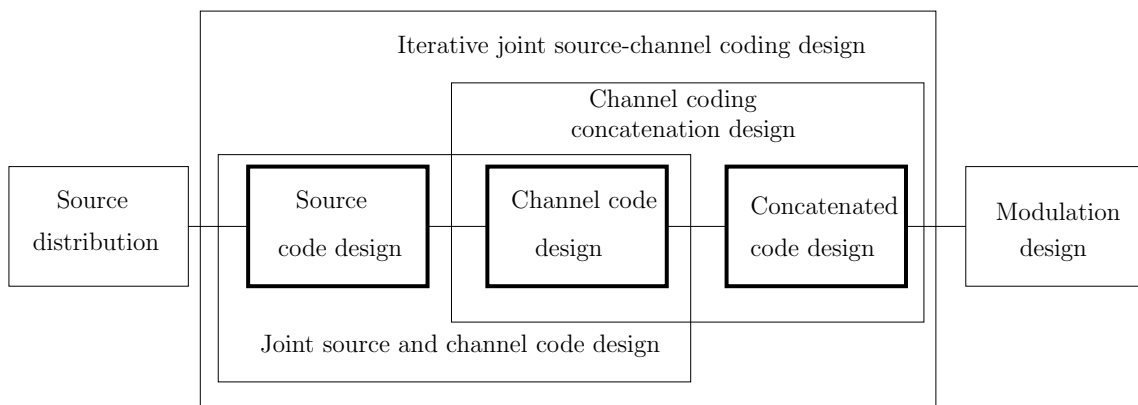 Iterative joint source-channel coding design
Channel coding
concatenation design
Source
distribution
Source
code design
Channel code
design
Concatenated
code design
Modulation
design
Joint source and channel code design